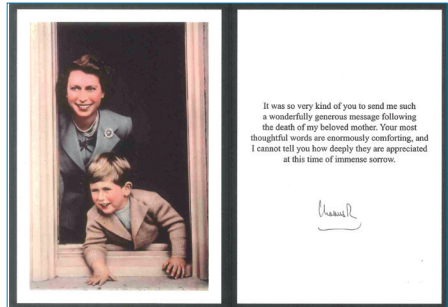 It was so very kind of you to send me such
a wonderfully generous message following
the death of my beloved mother. Your most
thoughtful words are enormously comforting, and
I cannot tell you how deeply they are appreciated
at this time of immense sorrow.
Charles R